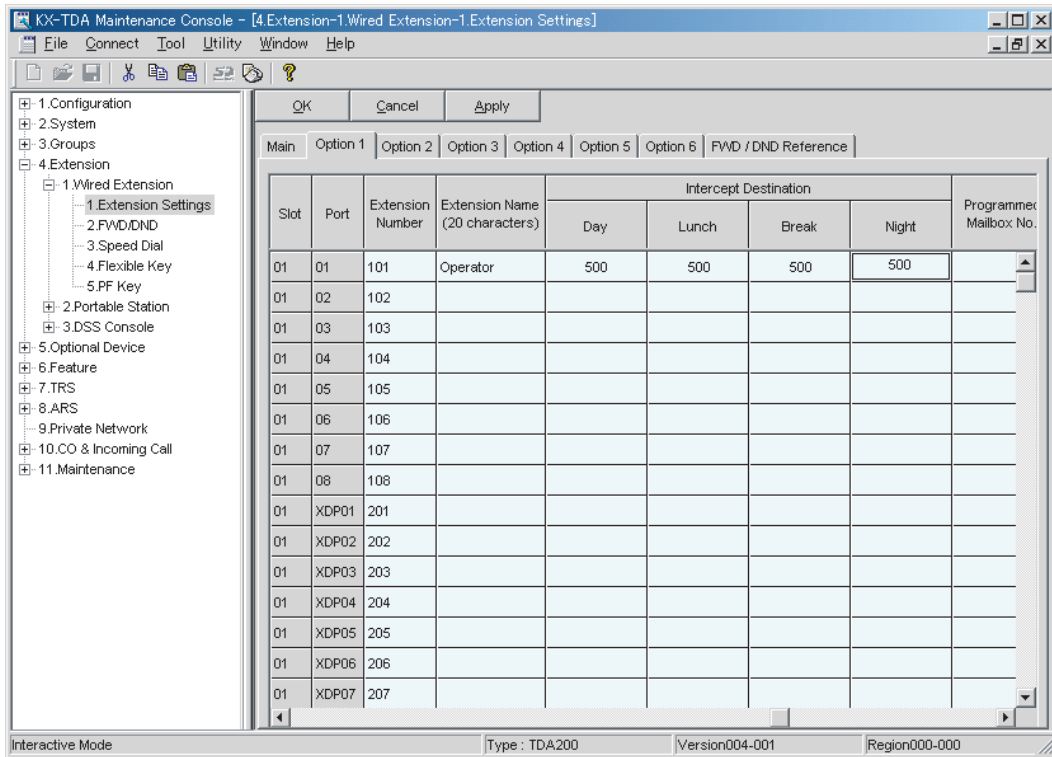 KX-TDA Maintenance Console - [4.Extension-1.Wired Extension-1.Extension Settings]
File Connect Tool Utility Window Help
1.Configuration
2.System
3.Groups
4.Extension
1.Wired Extension
1.Extension Settings
2.FWD/DND
3.Speed Dial
4.Flexible Key
5.PF Key
2.Portable Station
3.DSS Console
5.Optional Device
6.Feature
7.TRS
8.ARS
9.Private Network
10.CO & Incoming Call
11.Maintenance
OK Cancel Apply
Main Option 1 Option 2 Option 3 Option 4 Option 5 Option 6 FWD / DND Reference
Slot Port Extension Number Extension Name (20 characters) Intercept Destination Programmed Mailbox No.
Day Lunch Break Night
01 01 101 Operator 500 500 500 500
01 02 102
01 03 103
01 04 104
01 05 105
01 06 106
01 07 107
01 08 108
01 XDP01 201
01 XDP02 202
01 XDP03 203
01 XDP04 204
01 XDP05 205
01 XDP06 206
01 XDP07 207
Interactive Mode Type : TDA200 Version004-001 Region000-000